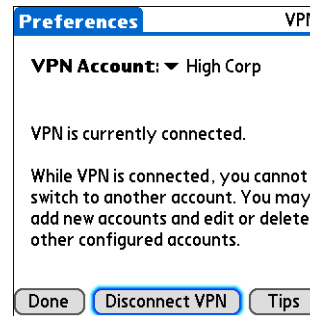 Preferences VPN
VPN Account: High Corp
VPN is currently connected.
While VPN is connected, you cannot
switch to another account. You may
add new accounts and edit or delete
other configured accounts.
Done Disconnect VPN Tips